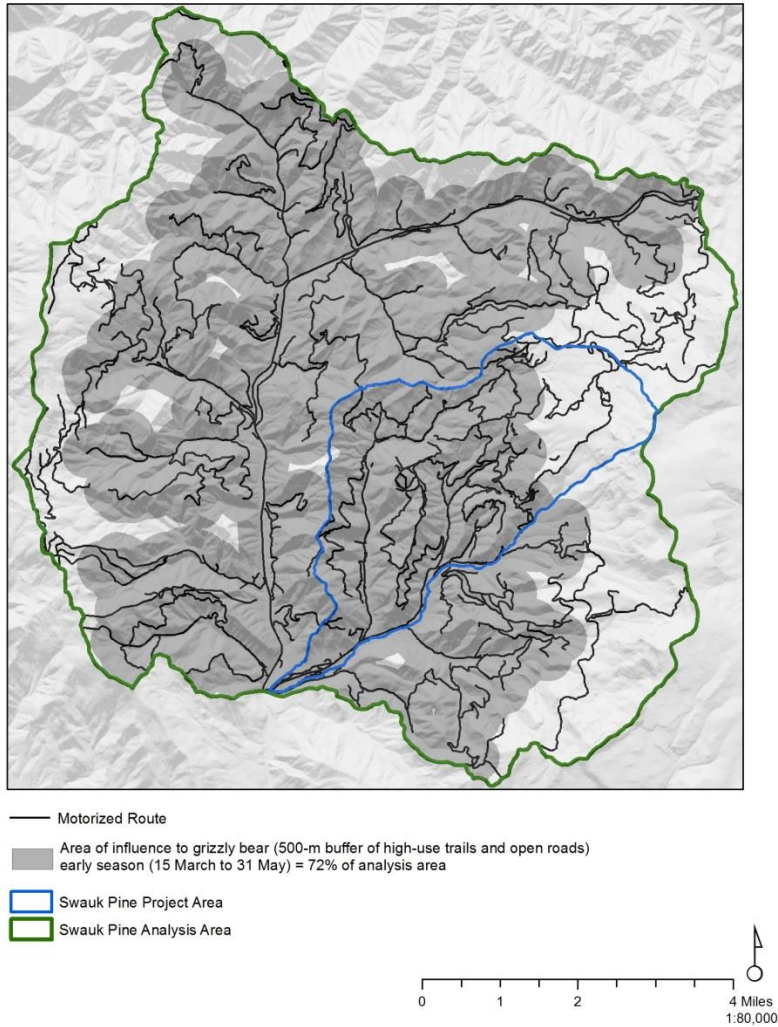 Motorized Route
Area of influence to grizzly bear (500-m buffer of high-use trails and open roads)
early season (15 March to 31 May) = 72% of analysis area
Swauk Pine Project Area
Swauk Pine Analysis Area
0 1 2 4 Miles
1:80,000